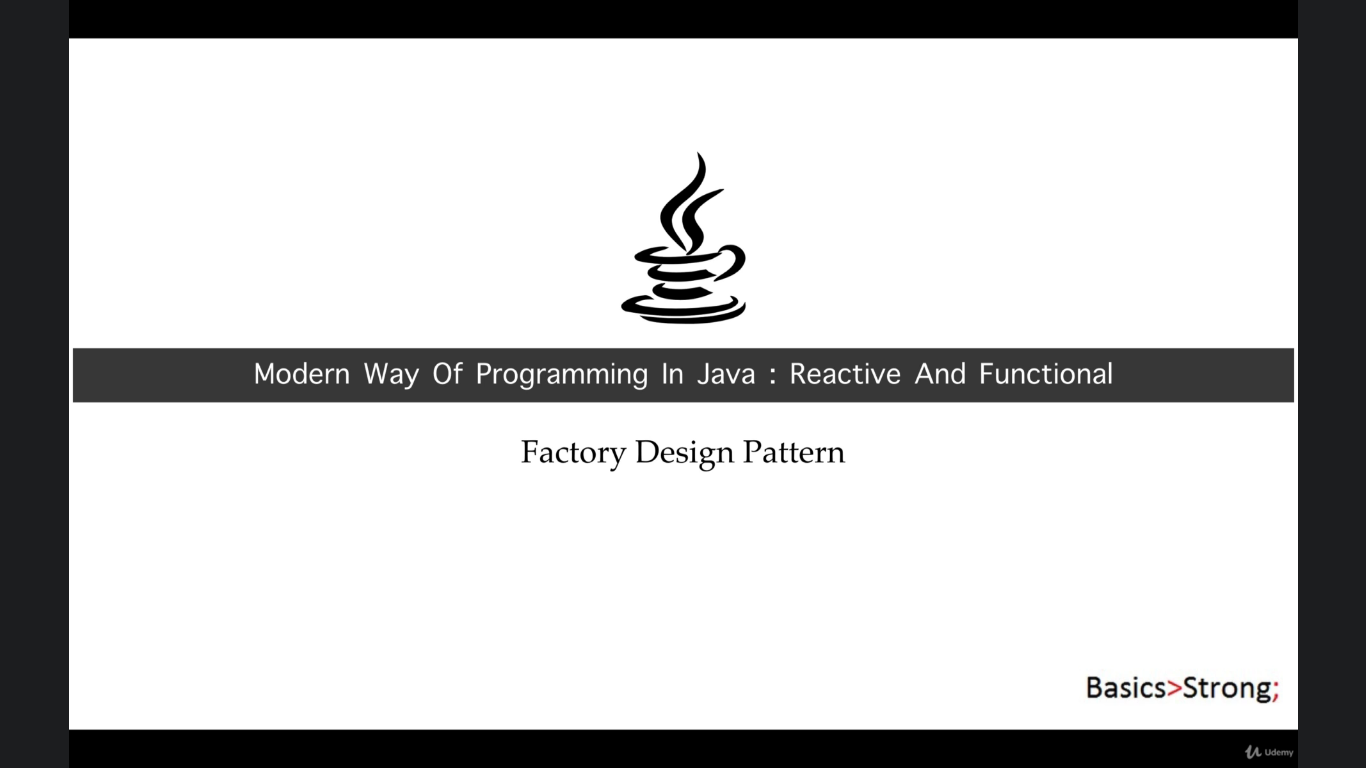 Modern Way Of Programming In Java : Reactive And Functional
Factory Design Pattern
Basics>Strong;
Udemy